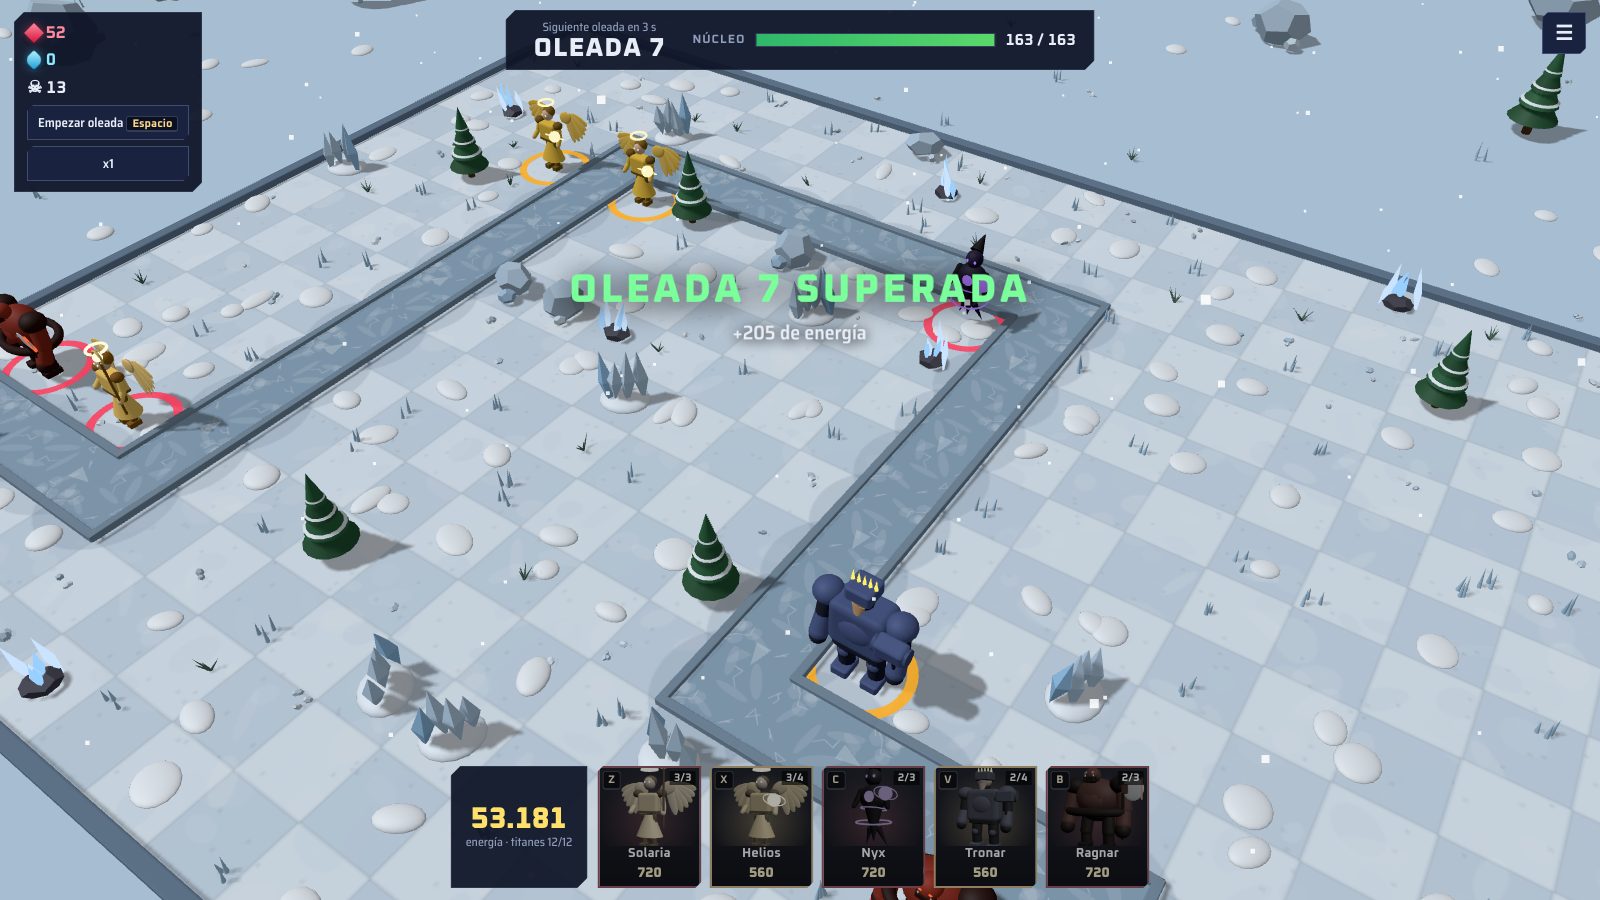 52
0
13
Empezar oleada Espacio
x1
Siguiente oleada en 3 s
OLEADA 7
NÚCLEO 163 / 163
OLEADA 7 SUPERADA
+205 de energía
53.181
energía · titanes 12/12
Z 3/3
Solaria
720
X 3/4
Helios
560
C 2/3
Nyx
720
V 2/4
Tronar
560
B 2/3
Ragnar
720